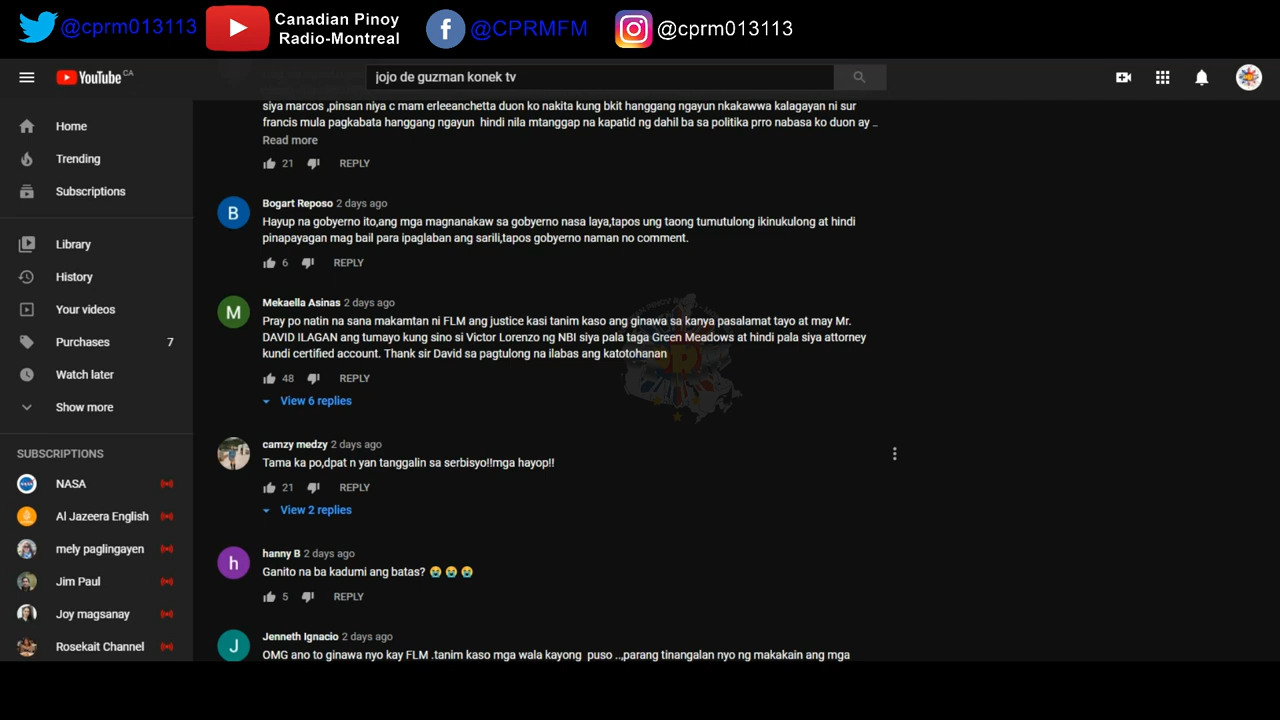 @cprm013113
Canadian Pinoy
Radio-Montreal
@CPRMFM
@cprm013113
YouTube CA
jojo de guzman konek tv
Home
Trending
Subscriptions
Library
History
Your videos
Purchases 7
Watch later
Show more
SUBSCRIPTIONS
NASA
Al Jazeera English
mely paglingayen
Jim Paul
Joy magsanay
Rosekait Channel
siya marcos ,pinsan niya c mam erleeanchetta duon ko nakita kung bkit hanggang ngayun nkakawwa kalagayan ni sur
francis mula pagkabata hanggang ngayun  hindi nila mtanggap na kapatid ng dahil ba sa politika prro nabasa ko duon ay ..
Read more
21 REPLY
B
Bogart Reposo 2 days ago
Hayup na gobyerno ito,ang mga magnanakaw sa gobyerno nasa laya,tapos ung taong tumutulong ikinukulong at hindi
pinapayagan mag bail para ipaglaban ang sarili,tapos gobyerno naman no comment.
6 REPLY
M
Mekaella Asinas 2 days ago
Pray po natin na sana makamtan ni FLM ang justice kasi tanim kaso ang ginawa sa kanya pasalamat tayo at may Mr.
DAVID ILAGAN ang tumayo kung sino si Victor Lorenzo ng NBI siya pala taga Green Meadows at hindi pala siya attorney
kundi certified account. Thank sir David sa pagtulong na ilabas ang katotohanan
48 REPLY
View 6 replies
camzy medzy 2 days ago
Tama ka po,dpat n yan tanggalin sa serbisyo!!mga hayop!!
21 REPLY
View 2 replies
h
hanny B 2 days ago
Ganito na ba kadumi ang batas? 😭 😭 😭
5 REPLY
J
Jenneth Ignacio 2 days ago
OMG ano to ginawa nyo kay FLM .tanim kaso mga wala kayong  puso ..,parang tinangalan nyo ng makakain ang mga